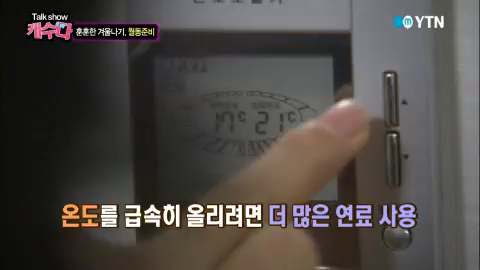 Talk show
캐수다
훈훈한 겨울나기, 월동준비
YTN
17℃ 21℃
온도를 급속히 올리려면 더 많은 연료 사용